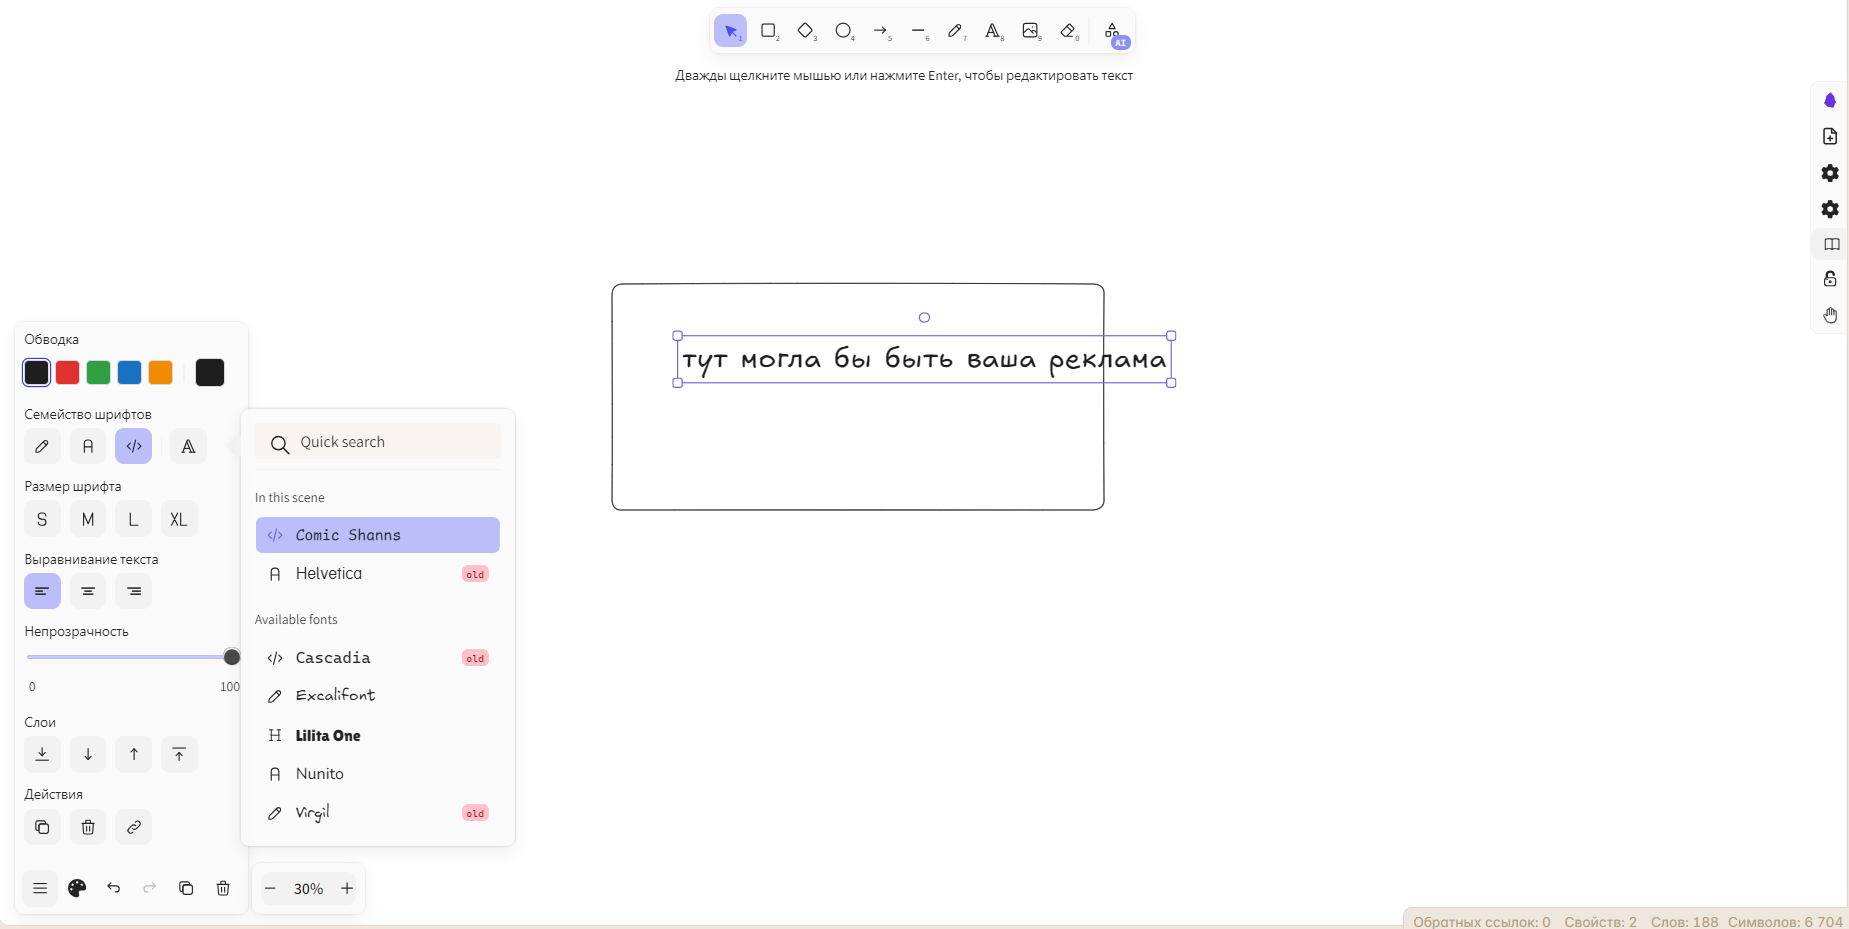 1 2 3 4 5 6 7 8 9 0 AI
Дважды щелкните мышью или нажмите Enter, чтобы редактировать текст
тут могла бы быть ваша реклама
Обводка
Семейство шрифтов
Размер шрифта
S M L XL
Выравнивание текста
Непрозрачность
0 100
Слои
Действия
Quick search
In this scene
Comic Shanns
Helvetica old
Available fonts
Cascadia old
Excalifont
Lilita One
Nunito
Virgil old
30%
Обратных ссылок: 0 Свойств: 2 Слов: 188 Символов: 6 704